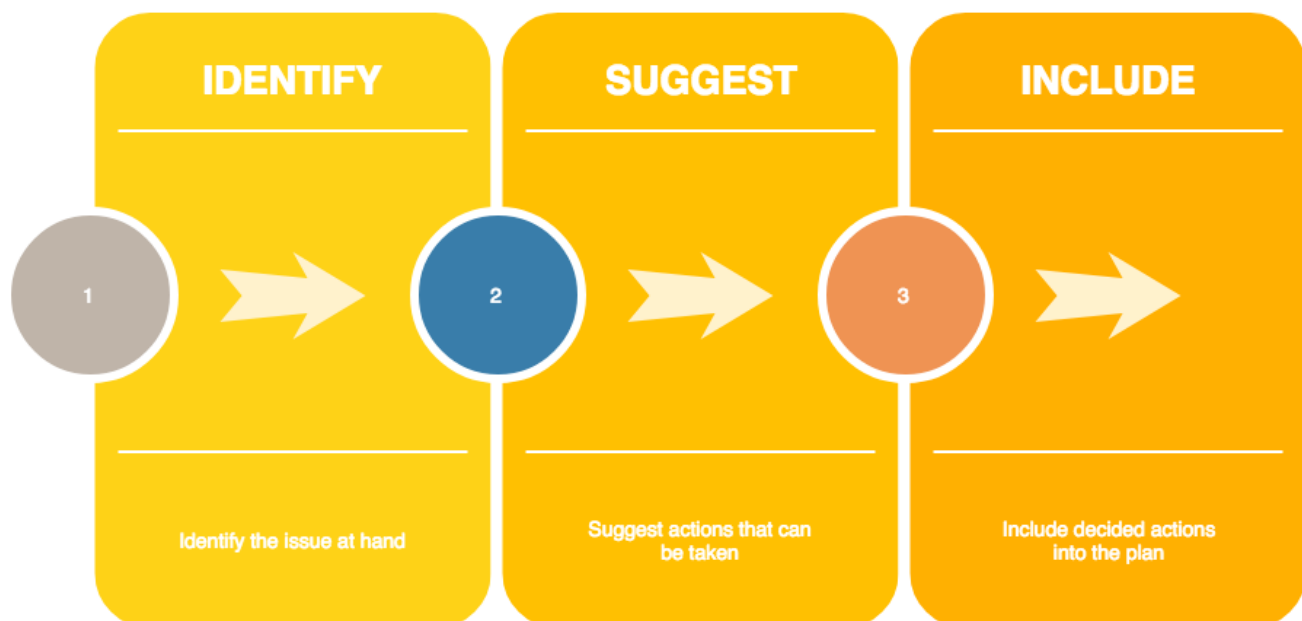 IDENTIFY
SUGGEST
INCLUDE
1
2
3
Identify the issue at hand
Suggest actions that can
be taken
Include decided actions
into the plan